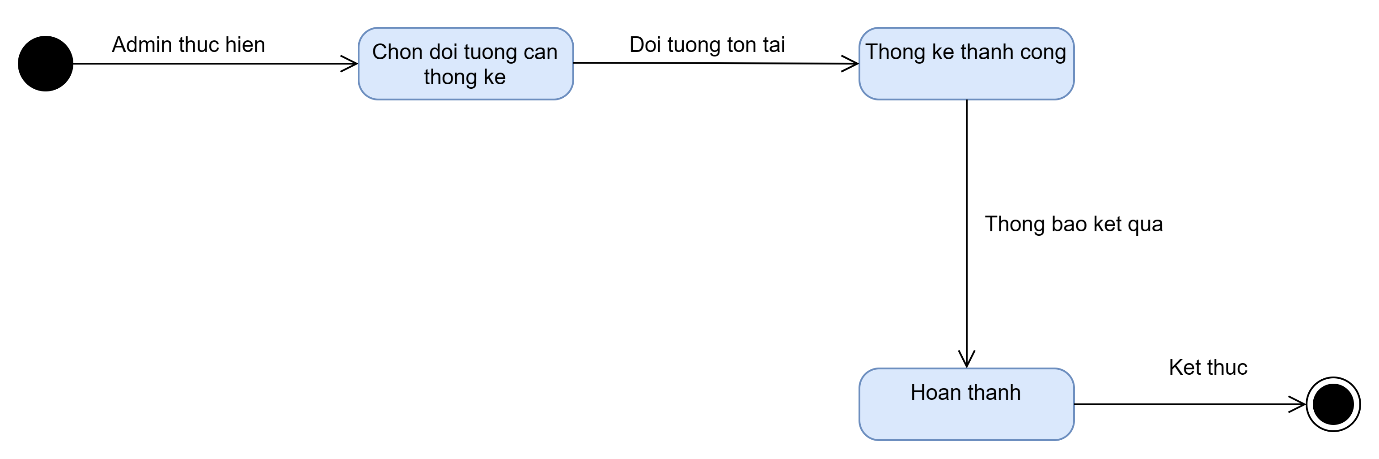 Admin thuc hien
Chon doi tuong can
thong ke
Doi tuong ton tai
Thong ke thanh cong
Thong bao ket qua
Hoan thanh
Ket thuc